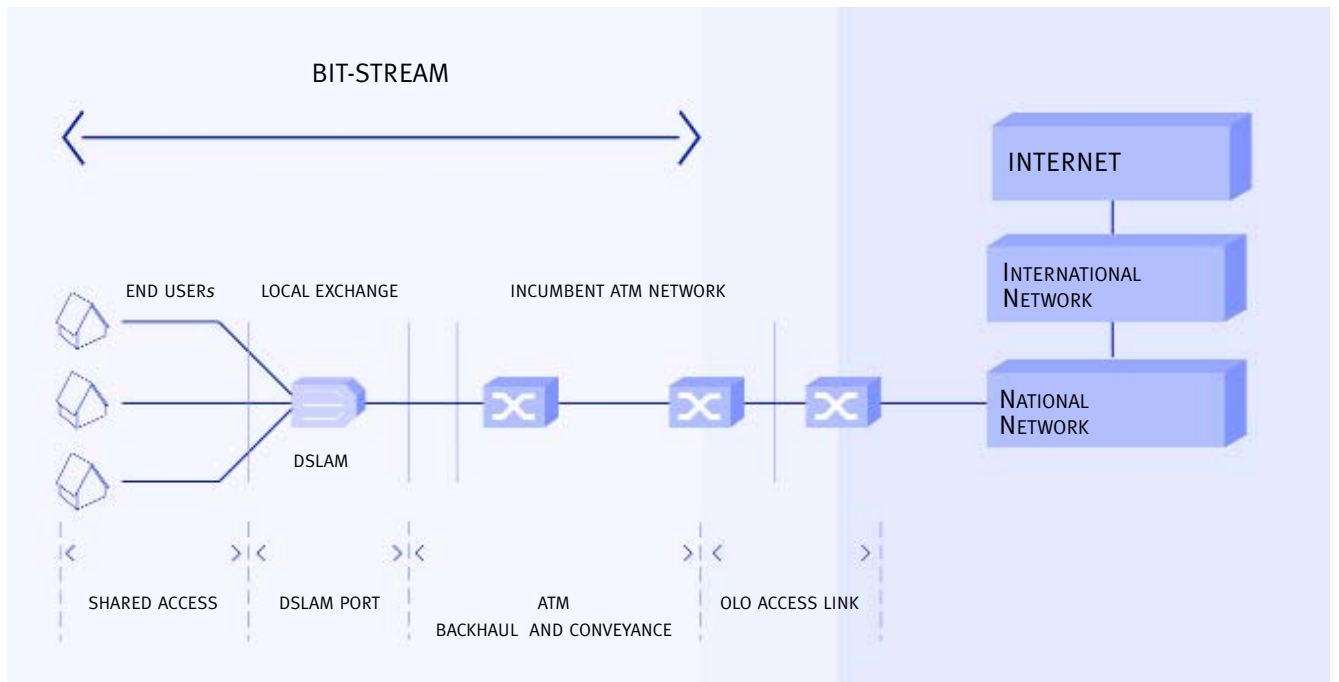 BIT-STREAM
INTERNET
INTERNATIONAL
NETWORK
END USERs
LOCAL EXCHANGE
INCUMBENT ATM NETWORK
NATIONAL
NETWORK
DSLAM
SHARED ACCESS
DSLAM PORT
ATM
BACKHAUL AND CONVEYANCE
OLO ACCESS LINK